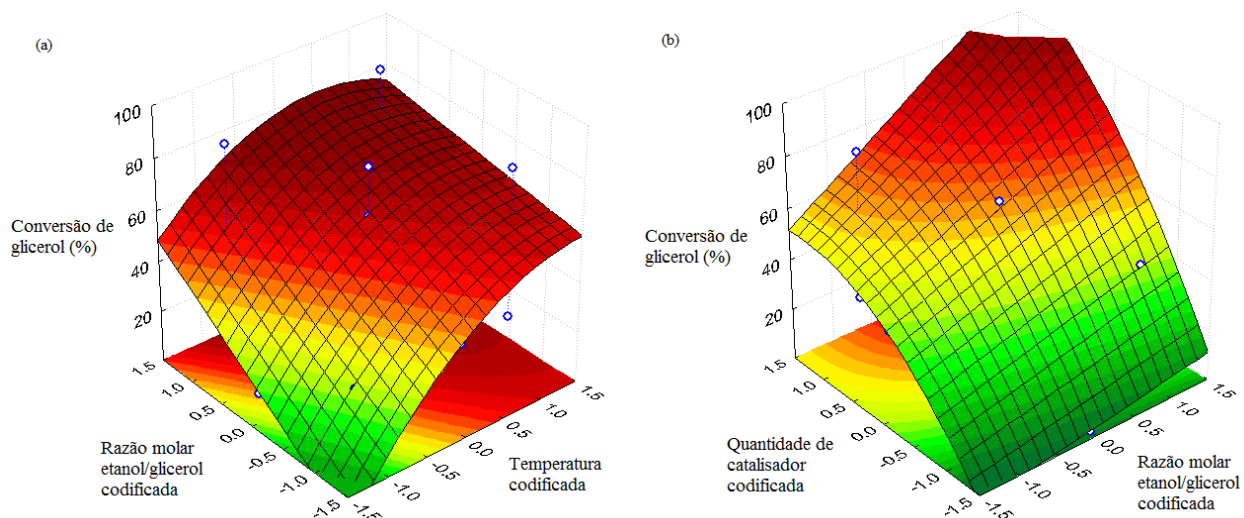 (a)
100
80
60
40
20
Conversão de
glicerol (%)
1.5
1.0
0.5
0.0
-0.5
-1.0
-1.5
Razão molar
etanol/glicerol
codificada
-1.5
-1.0
-0.5
0.0
0.5
1.0
1.5
Temperatura
codificada
(b)
100
80
60
40
20
Conversão de
glicerol (%)
1.5
1.0
0.5
0.0
-0.5
-1.0
-1.5
Quantidade de
catalisador
codificada
-1.5
-1.0
-0.5
0.0
0.5
1.0
1.5
Razão molar
etanol/glicerol
codificada